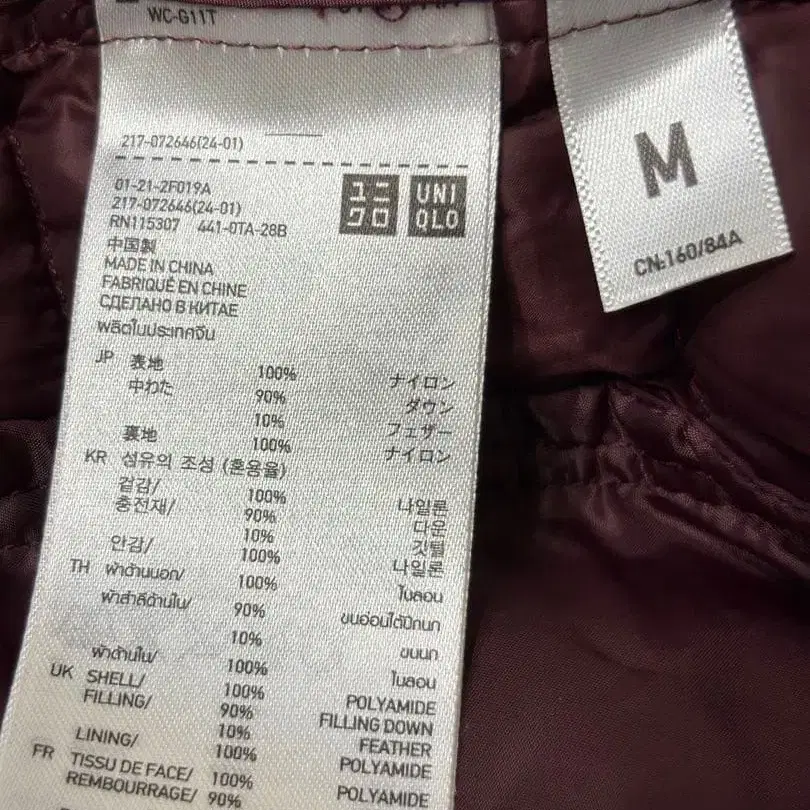 WC-G11T
217-072646(24-01)
01-21-2F019A
217-072646(24-01)
RN115307 441-0TA-28B
ユニ
クロ
UNI
QLO
中国製
MADE IN CHINA
FABRIQUÉ EN CHINE
СДЕЛАНО В КИТАЕ
ผลิตในประเทศจีน
JP 表地 100% ナイロン
中わた 90% ダウン
10% フェザー
裏地 100% ナイロン
KR 섬유의 조성 (혼용율)
겉감/ 100% 나일론
충전재/ 90% 다운
10% 깃털
안감/ 100% 나일론
TH ผ้าด้านนอก/ 100% ไนลอน
ผ้าสำลีด้านใน/ 90% ขนอ่อนใต้ปีกนก
10% ขนนก
ผ้าด้านใน/ 100% ไนลอน
UK SHELL/ 100% POLYAMIDE
FILLING/ 90% FILLING DOWN
10% FEATHER
LINING/ 100% POLYAMIDE
FR TISSU DE FACE/ 100% POLYAMIDE
REMBOURRAGE/ 90%
M
CN:160/84A